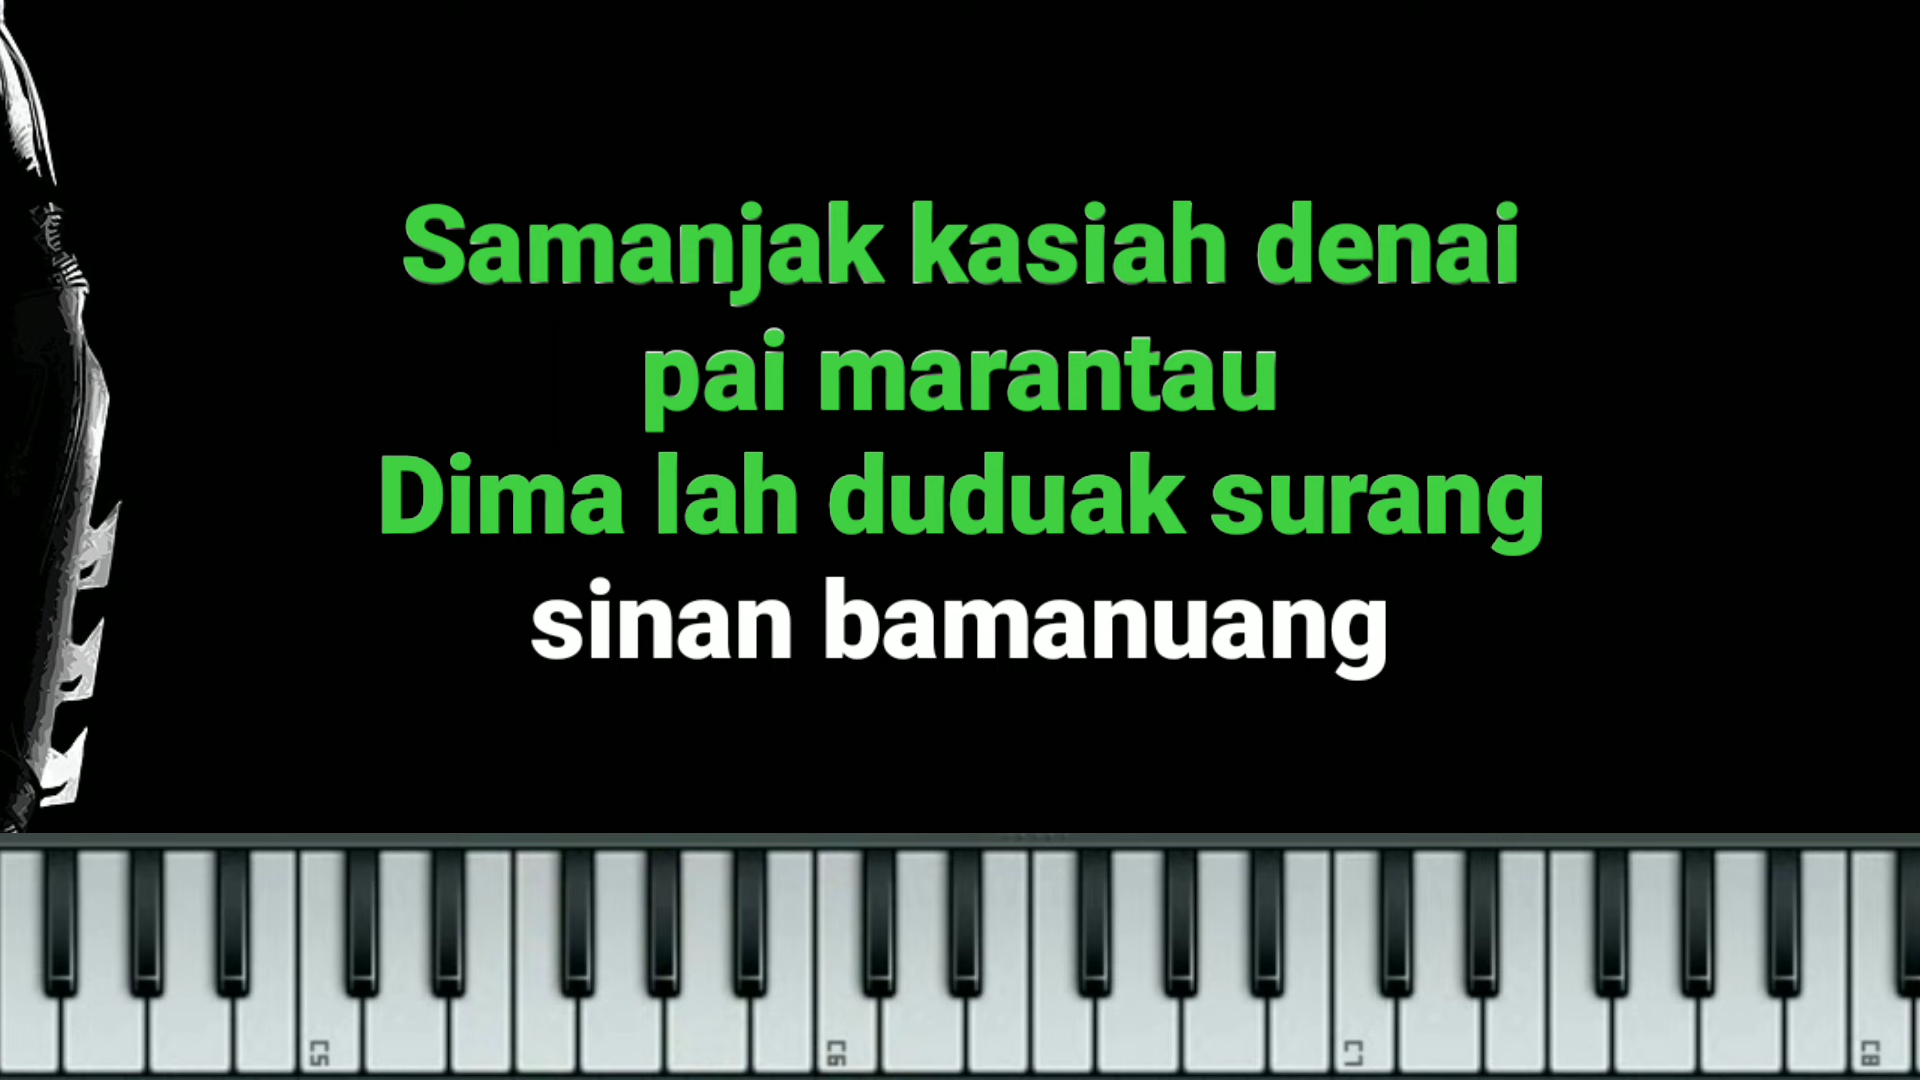 Samanjak kasiah denai
pai marantau
Dima lah duduak surang
sinan bamanuang
C5
C6
C7
C8